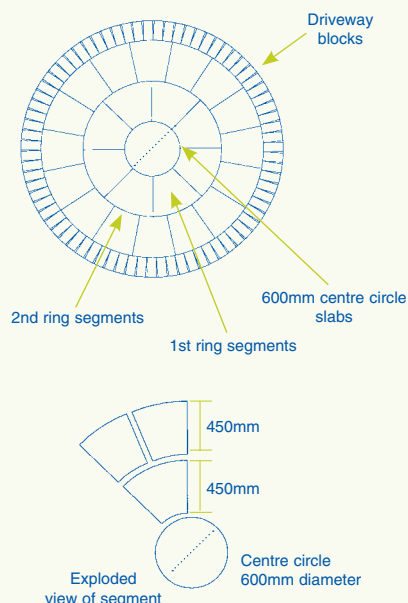 Driveway
blocks
600mm centre circle
slabs
2nd ring segments
1st ring segments
450mm
450mm
Centre circle
600mm diameter
Exploded
view of segment